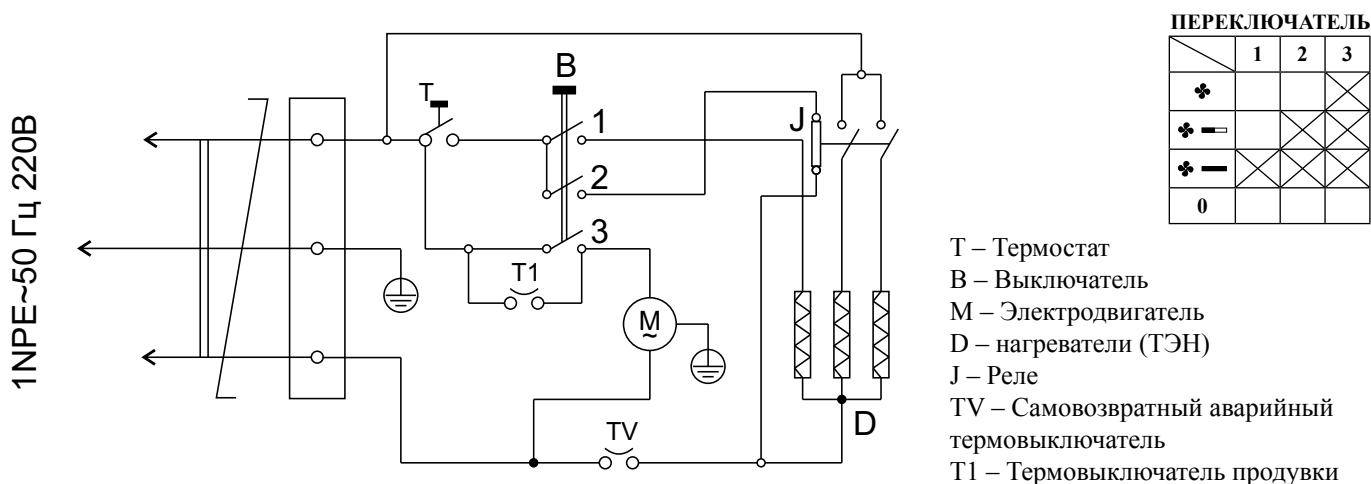 ПЕРЕКЛЮЧАТЕЛЬ
1 2 3
0
1NPE~50 Гц 220В
T
B
1
2
3
J
T1
M
~
TV
D
T – Термостат
B – Выключатель
M – Электродвигатель
D – нагреватели (ТЭН)
J – Реле
TV – Самовозвратный аварийный
термовыключатель
T1 – Термовыключатель продувки